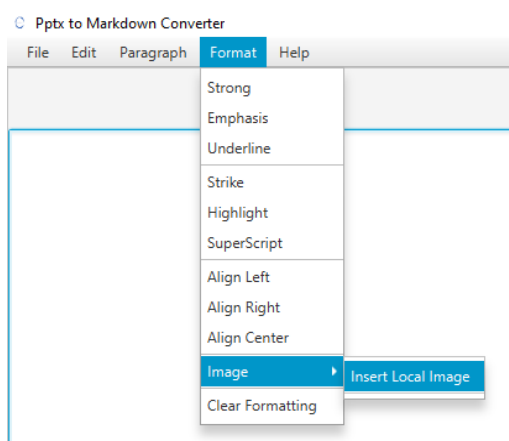 Pptx to Markdown Converter
File Edit Paragraph Format Help
Strong
Emphasis
Underline
Strike
Highlight
SuperScript
Align Left
Align Right
Align Center
Image Insert Local Image
Clear Formatting